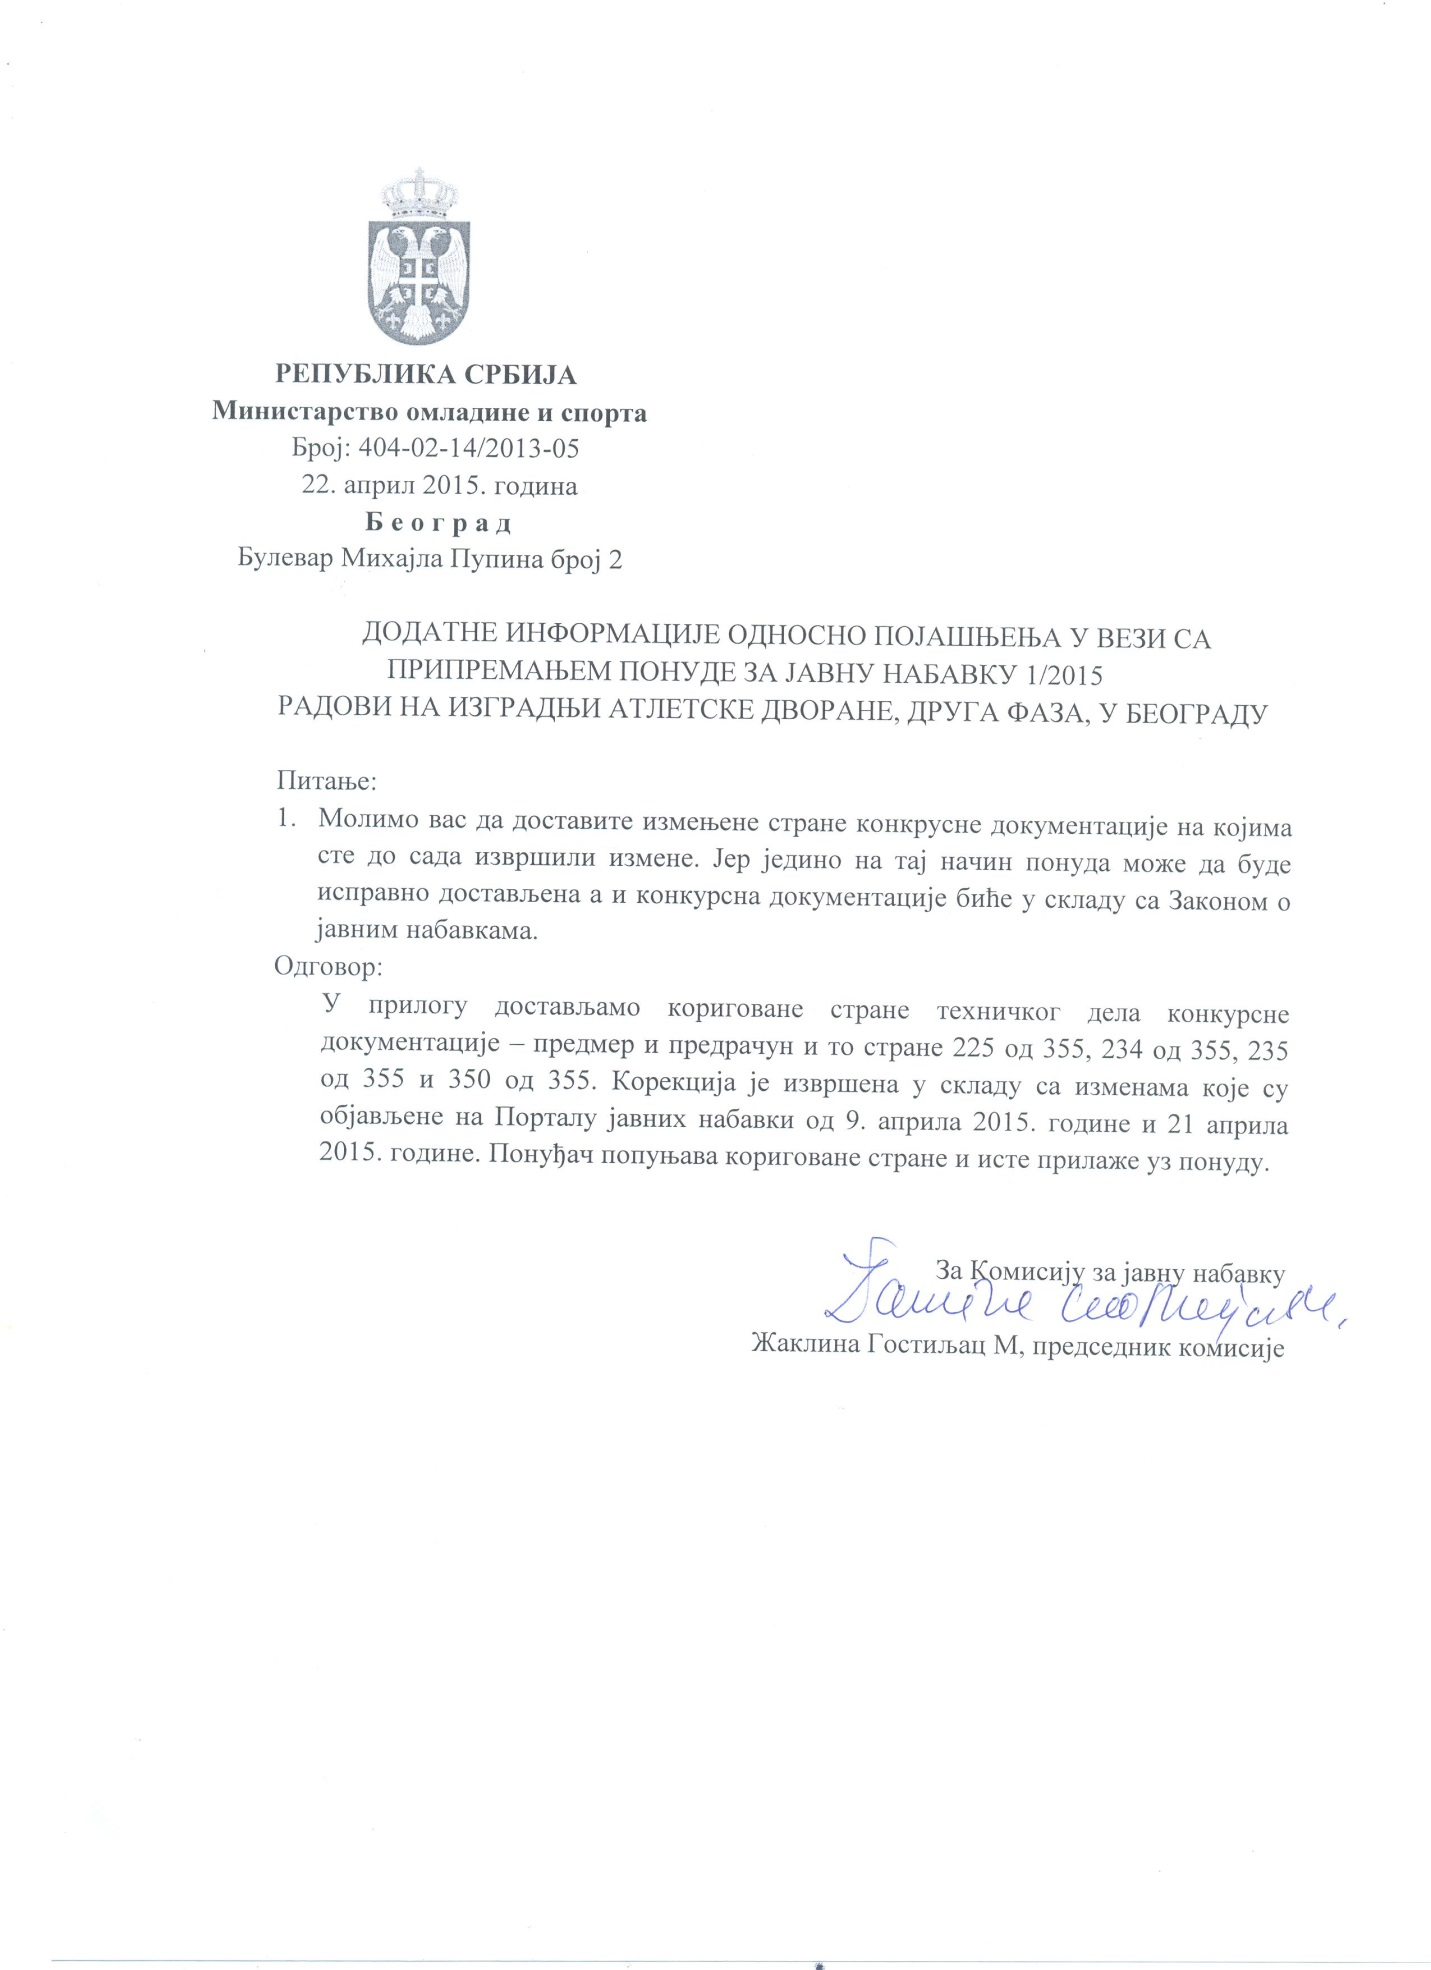 РЕПУБЛИКА СРБИЈА
Министарство омладине и спорта
Број: 404-02-14/2013-05
22. април 2015. година
Б е о г р а д
Булевар Михајла Пупина број 2
ДОДАТНЕ ИНФОРМАЦИЈЕ ОДНОСНО ПОЈАШЊЕЊА У ВЕЗИ СА
ПРИПРЕМАЊЕМ ПОНУДЕ ЗА ЈАВНУ НАБАВКУ 1/2015
РАДОВИ НА ИЗГРАДЊИ АТЛЕТСКЕ ДВОРАНЕ, ДРУГА ФАЗА, У БЕОГРАДУ
Питање:
1. Молимо вас да доставите измењене стране конкрусне документације на којима
сте до сада извршили измене. Јер једино на тај начин понуда може да буде
исправно достављена а и конкурсна документације биће у складу са Законом о
јавним набавкама.
Одговор:
У прилогу достављамо кориговане стране техничког дела конкурсне
документације – предмер и предрачун и то стране 225 од 355, 234 од 355, 235
од 355 и 350 од 355. Корекција је извршена у складу са изменама које су
објављене на Порталу јавних набавки од 9. априла 2015. године и 21 априла
2015. године. Понуђач попуњава кориговане стране и исте прилаже уз понуду.
За Комисију за јавну набавку
Жаклина Гостиљац М, председник комисије